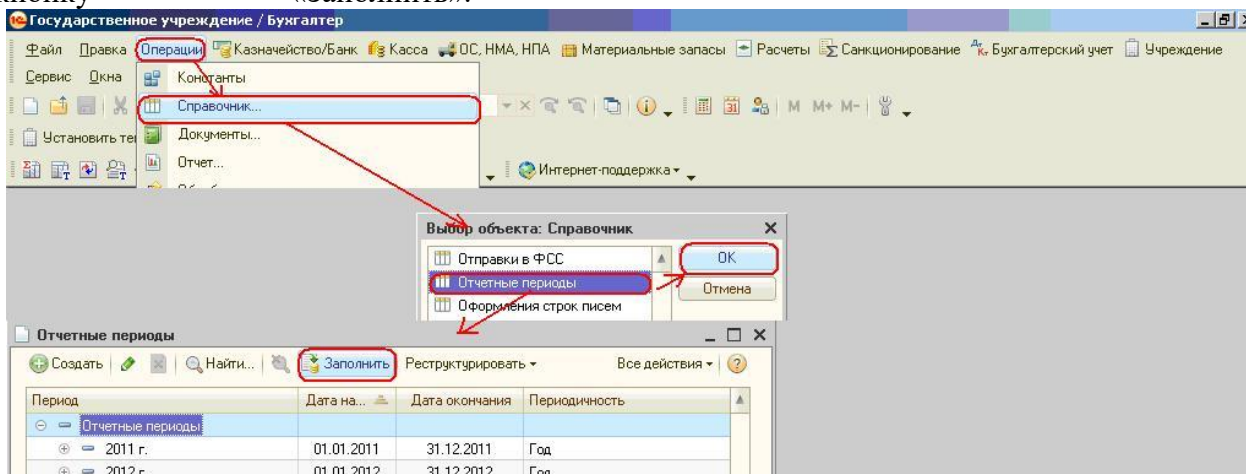 кнопку «Заполнить».
Государственное учреждение / Бухгалтер
Файл Правка Операции Казначейство/Банк Касса ОС, НМА, НПА Материальные запасы Расчеты Санкционирование Бухгалтерский учет Учреждение
Сервис Окна
Константы
Справочник...
M M+ M-
Установить
Документы...
Отчет...
Интернет-поддержка
Выбор объекта: Справочник
Отправки в ФСС
OK
Отчетные периоды
Отмена
Оформления строк писем
Отчетные периоды
Создать Найти... Заполнить Реструктурировать Все действия
Период Дата на... Дата окончания Периодичность
Отчетные периоды
2011 г. 01.01.2011 31.12.2011 Год
2012 г. 01.01.2012 31.12.2012 Год